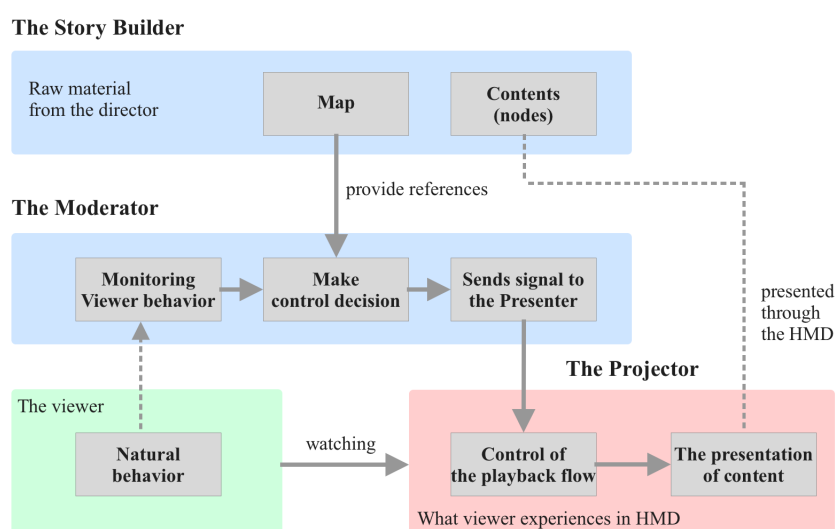 The Story Builder
Raw material
from the director
Map
Contents
(nodes)
provide references
The Moderator
Monitoring
Viewer behavior
Make
control decision
Sends signal to
the Presenter
presented
through
the HMD
The Projector
The viewer
Natural
behavior
watching
Control of
the playback flow
The presentation
of content
What viewer experiences in HMD